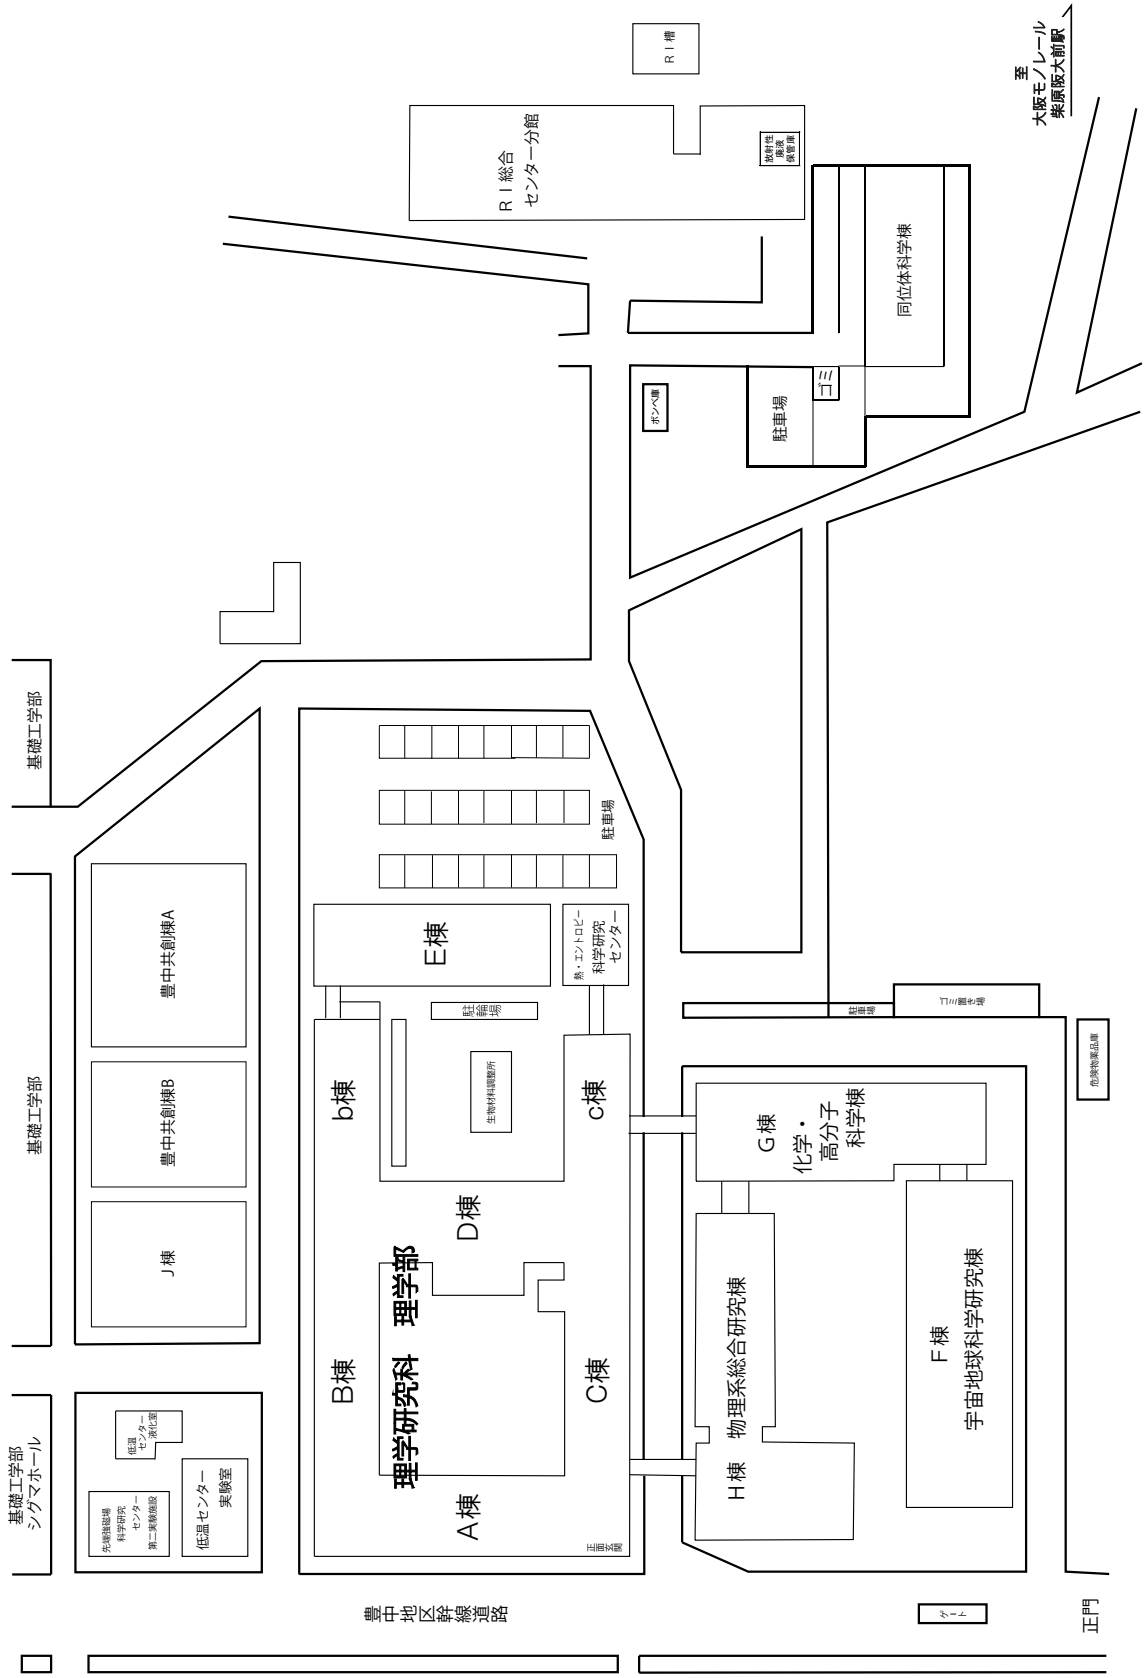 至
大阪モノレール
柴原阪大前駅
ＲＩ槽
ＲＩ総合
センター分館
放射性
廃液
保管庫
同位体科学棟
ゴミ
駐車場
ボンベ庫
基礎工学部
基礎工学部
基礎工学部
シグマホール
豊中共創棟A
豊中共創棟B
Ｊ棟
低温
センター
液化室
先端強磁場
科学研究
センター
第二実験施設
低温センター
実験室
駐車場
Ｅ棟
熱・エントロピー
科学研究
センター
駐輪場
生物材料調整所
ｂ棟
ｃ棟
Ｄ棟
理学研究科　理学部
Ｂ棟
Ｃ棟
Ａ棟
正面
玄関
駐車場
ゴミ置き場
危険物薬品庫
Ｇ棟
化学・
高分子
科学棟
Ｈ棟　物理系総合研究棟
Ｆ棟
宇宙地球科学研究棟
豊中地区幹線道路
ゲート
正門